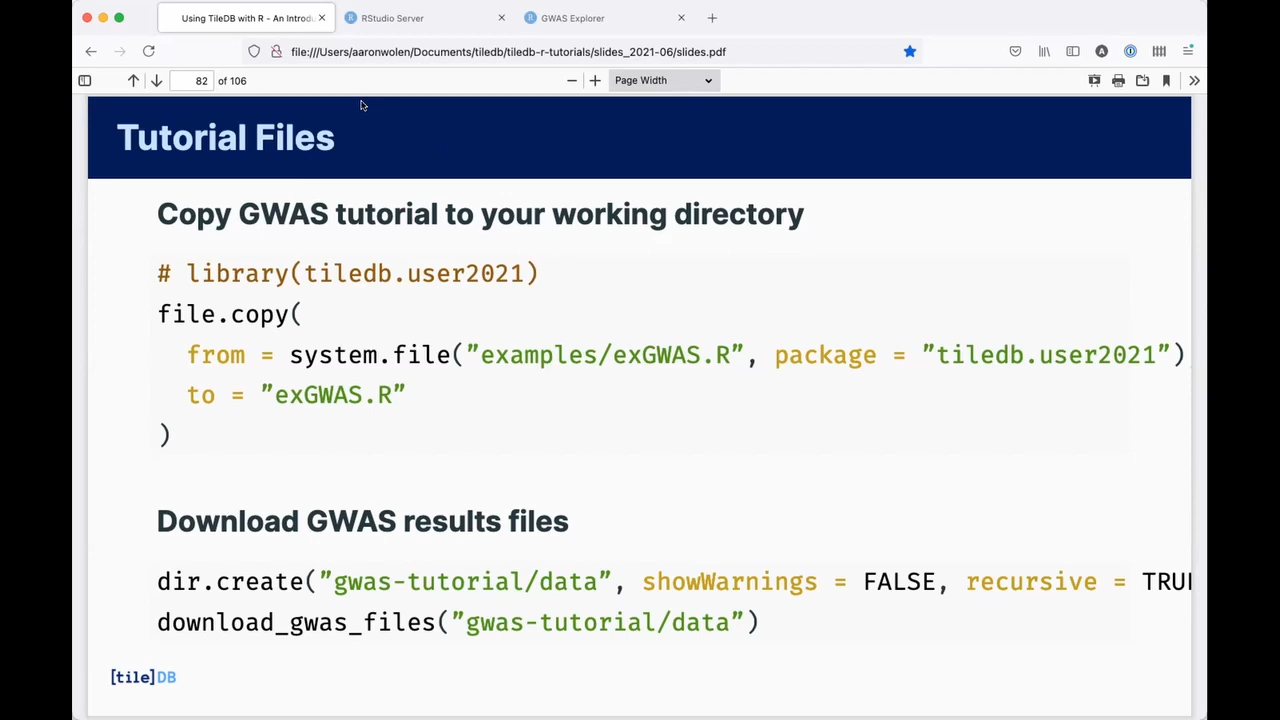 Using TileDB with R - An Introdu
RStudio Server
GWAS Explorer
file:///Users/aaronwolen/Documents/tiledb/tiledb-r-tutorials/slides_2021-06/slides.pdf
82 of 106
Page Width
Tutorial Files
Copy GWAS tutorial to your working directory
# library(tiledb.user2021)
file.copy(
from = system.file("examples/exGWAS.R", package = "tiledb.user2021")
to = "exGWAS.R"
)
Download GWAS results files
dir.create("gwas-tutorial/data", showWarnings = FALSE, recursive = TRUE
download_gwas_files("gwas-tutorial/data")
[tile]DB